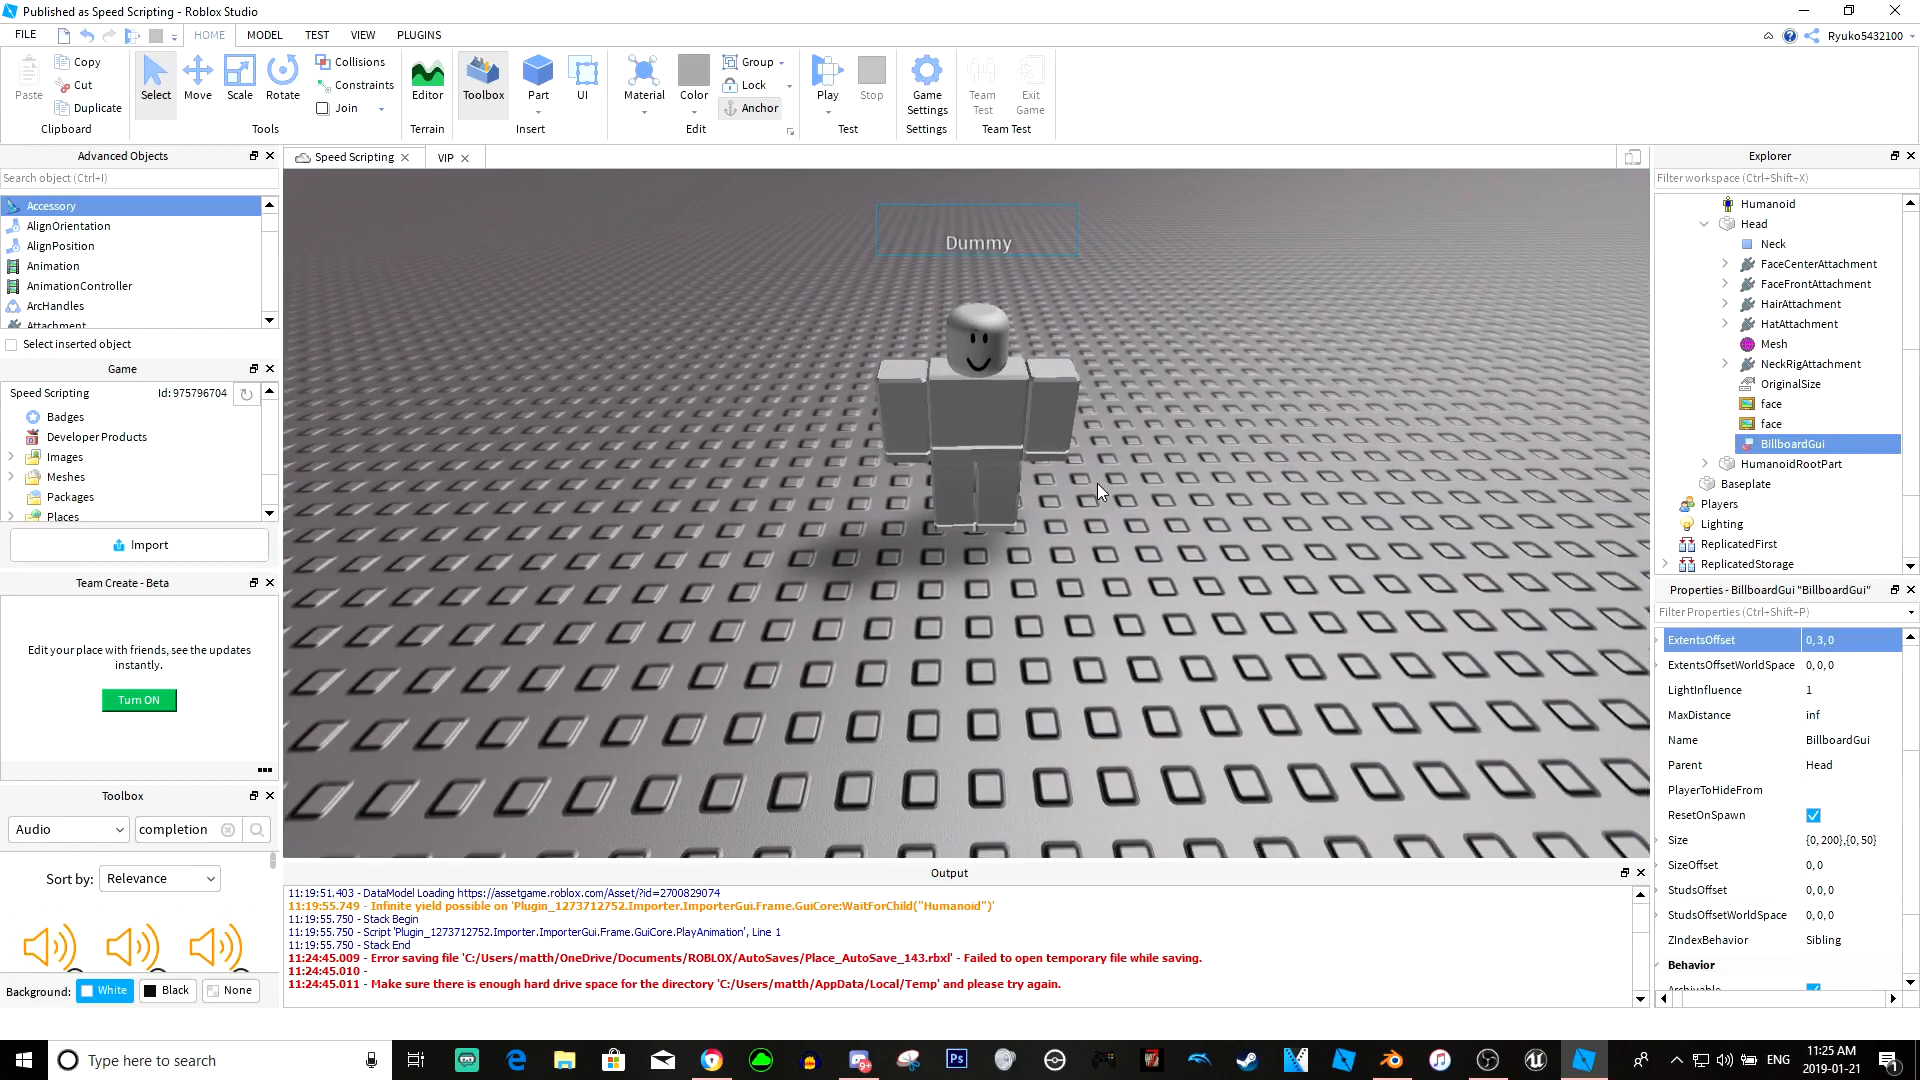 Published as Speed Scripting - Roblox Studio
FILE
HOME
MODEL
TEST
VIEW
PLUGINS
Ryuko5432100
Paste
Copy
Cut
Duplicate
Clipboard
Select
Move
Scale
Rotate
Collisions
Constraints
Join
Tools
Editor
Terrain
Toolbox
Part
UI
Insert
Material
Color
Group
Lock
Anchor
Edit
Play
Stop
Test
Game
Settings
Settings
Team
Test
Exit
Game
Team Test
Advanced Objects
Search object (Ctrl+I)
Accessory
AlignOrientation
AlignPosition
Animation
AnimationController
ArcHandles
Attachment
Select inserted object
Game
Speed Scripting Id: 975796704
Badges
Developer Products
Images
Meshes
Packages
Places
Import
Team Create - Beta
Edit your place with friends, see the updates
instantly.
Turn ON
Toolbox
Audio
completion
Sort by: Relevance
Background: White Black None
Speed Scripting
VIP
Dummy
Output
11:19:51.403 - DataModel Loading https://assetgame.roblox.com/Asset/?id=2700829074
11:19:55.749 - Infinite yield possible on 'Plugin_1273712752.Importer.ImporterGui.Frame.GuiCore:WaitForChild("Humanoid")'
11:19:55.750 - Stack Begin
11:19:55.750 - Script 'Plugin_1273712752.Importer.ImporterGui.Frame.GuiCore.PlayAnimation', Line 1
11:19:55.750 - Stack End
11:24:45.009 - Error saving file 'C:/Users/matth/OneDrive/Documents/ROBLOX/AutoSaves/Place_AutoSave_143.rbxl' - Failed to open temporary file while saving.
11:24:45.010 -
11:24:45.011 - Make sure there is enough hard drive space for the directory 'C:/Users/matth/AppData/Local/Temp' and please try again.
Explorer
Filter workspace (Ctrl+Shift+X)
Humanoid
Head
Neck
FaceCenterAttachment
FaceFrontAttachment
HairAttachment
HatAttachment
Mesh
NeckRigAttachment
OriginalSize
face
face
BillboardGui
HumanoidRootPart
Baseplate
Players
Lighting
ReplicatedFirst
ReplicatedStorage
Properties - BillboardGui "BillboardGui"
Filter Properties (Ctrl+Shift+P)
ExtentsOffset 0, 3, 0
ExtentsOffsetWorldSpace 0, 0, 0
LightInfluence 1
MaxDistance inf
Name BillboardGui
Parent Head
PlayerToHideFrom
ResetOnSpawn
Size {0, 200},{0, 50}
SizeOffset 0, 0
StudsOffset 0, 0, 0
StudsOffsetWorldSpace 0, 0, 0
ZIndexBehavior Sibling
Behavior
Archivable
Type here to search
Ps
ENG
11:25 AM
2019-01-21